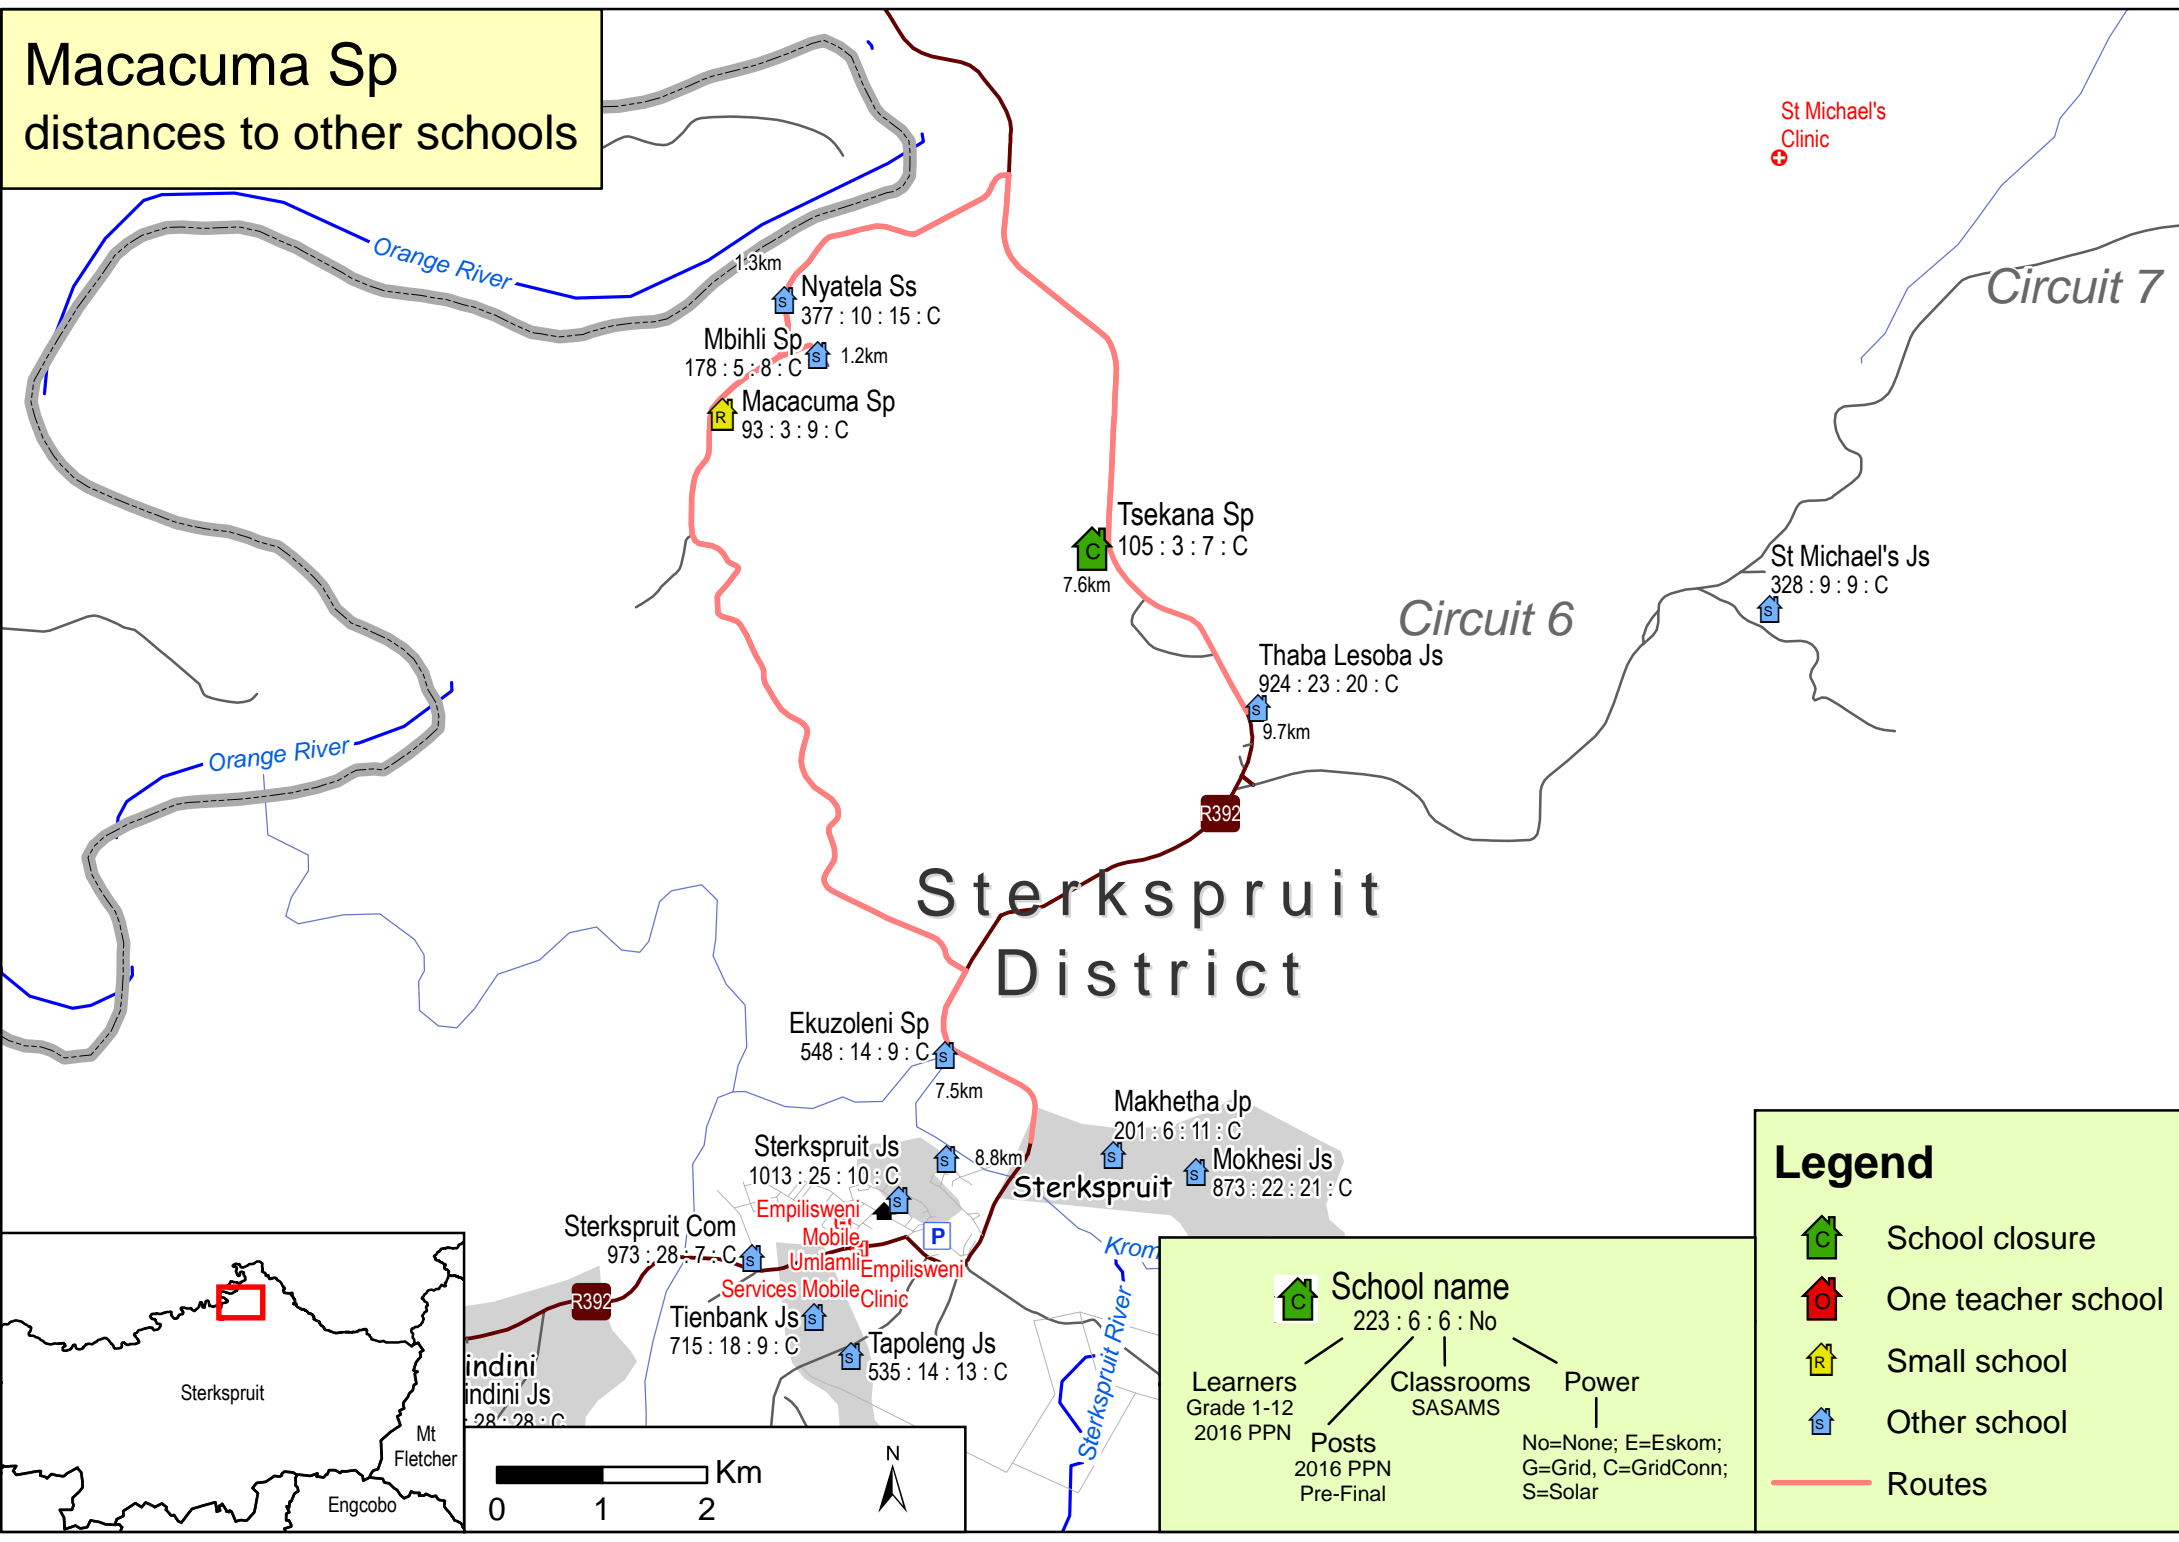 Macacuma Sp
distances to other schools
St Michael's
Clinic
Orange River
1.3km
Nyatela Ss
377 : 10 : 15 : C
Circuit 7
Mbihli Sp
178 : 5 : 8 : C
1.2km
Macacuma Sp
93 : 3 : 9 : C
R
S
S
Tsekana Sp
105 : 3 : 7 : C
C
7.6km
St Michael's Js
328 : 9 : 9 : C
S
Circuit 6
Thaba Lesoba Js
924 : 23 : 20 : C
S
9.7km
Orange River
R392
Sterkspruit
District
Ekuzoleni Sp
548 : 14 : 9 : C
S
7.5km
Makhetha Jp
201 : 6 : 11 : C
S
Sterkspruit Js
1013 : 25 : 10 : C
S
S
8.8km
Mokhesi Js
873 : 22 : 21 : C
S
Sterkspruit
Empilisweni
Mobile
Umlamli
Services Mobile
Empilisweni
Clinic
P
Sterkspruit Com
973 : 28 : 7 : C
S
Krom
R392
Tienbank Js
715 : 18 : 9 : C
S
Tapoleng Js
535 : 14 : 13 : C
S
Sterkspruit River
indini
indini Js
: 28 : 28 : C
Sterkspruit
Mt
Fletcher
Engcobo
0 1 2
Km
N
C
School name
223 : 6 : 6 : No
Learners
Grade 1-12
2016 PPN
Posts
2016 PPN
Pre-Final
Classrooms
SASAMS
Power
No=None; E=Eskom;
G=Grid, C=GridConn;
S=Solar
Legend
C School closure
O One teacher school
R Small school
S Other school
Routes